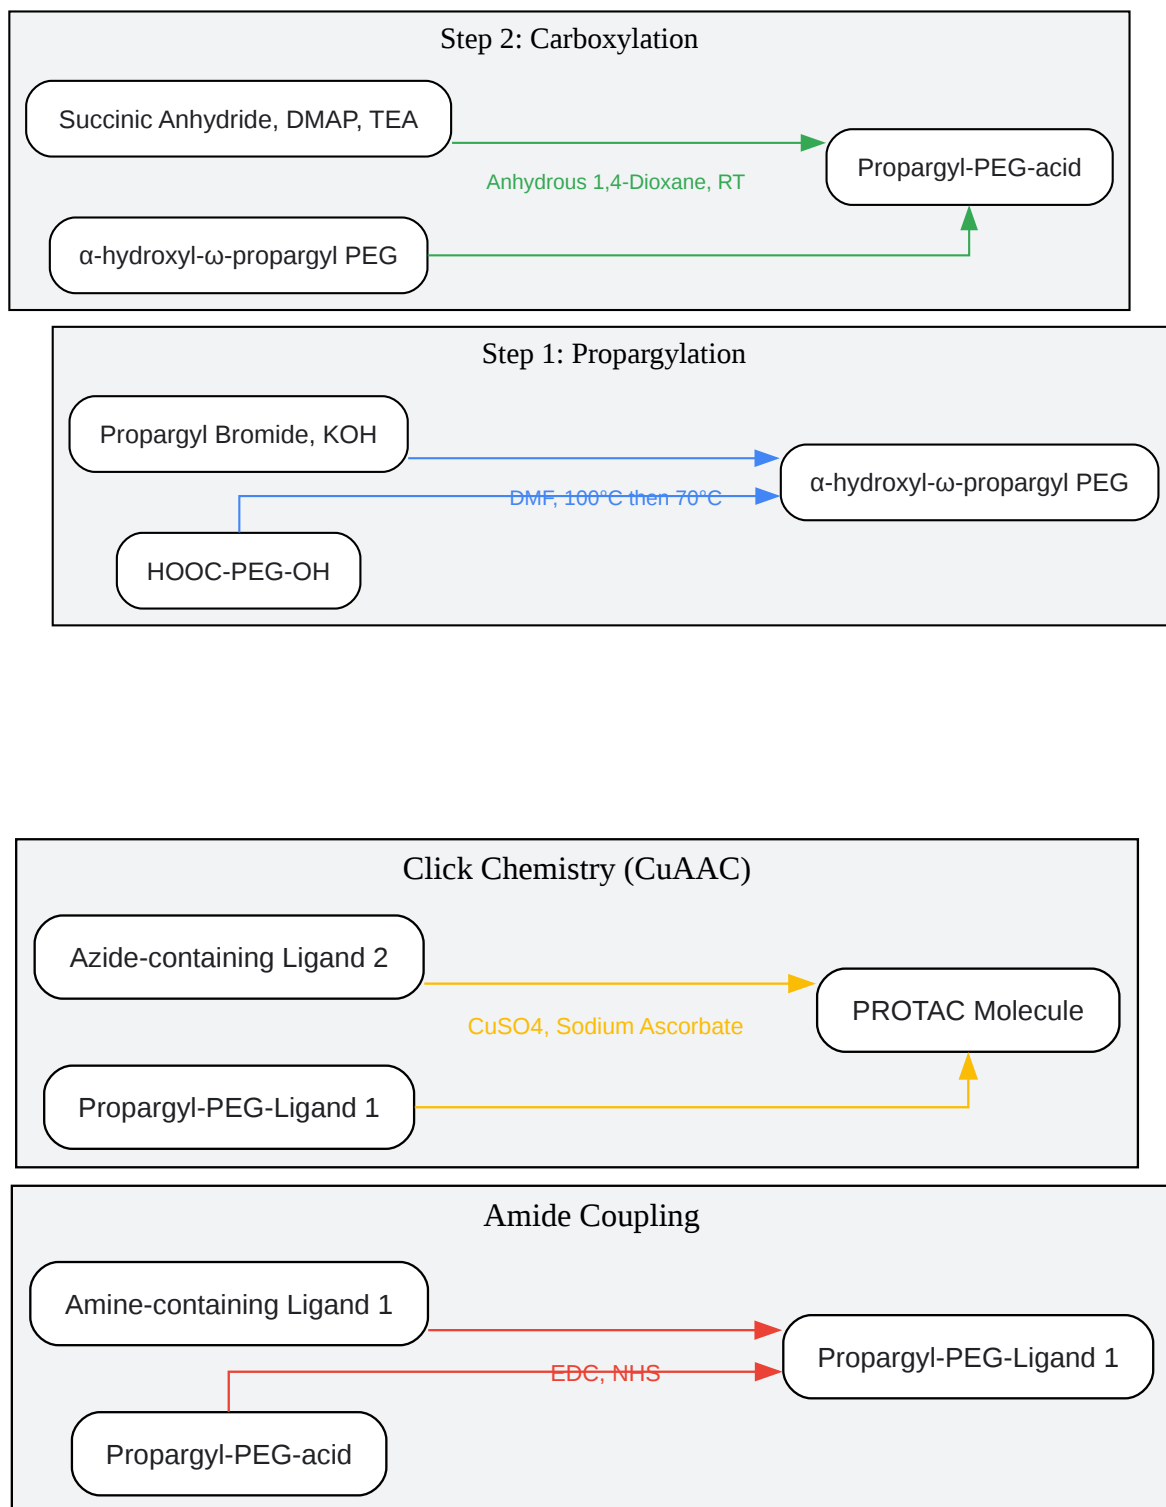 Step 2: Carboxylation
Succinic Anhydride, DMAP, TEA
Propargyl-PEG-acid
Anhydrous 1,4-Dioxane, RT
α-hydroxyl-ω-propargyl PEG
Step 1: Propargylation
Propargyl Bromide, KOH
α-hydroxyl-ω-propargyl PEG
DMF, 100°C then 70°C
HOOC-PEG-OH
Click Chemistry (CuAAC)
Azide-containing Ligand 2
PROTAC Molecule
CuSO4, Sodium Ascorbate
Propargyl-PEG-Ligand 1
Amide Coupling
Amine-containing Ligand 1
Propargyl-PEG-Ligand 1
EDC, NHS
Propargyl-PEG-acid